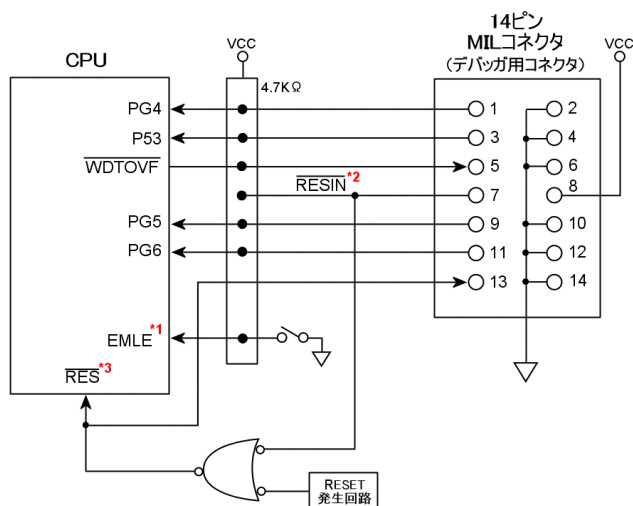 14ピン
MILコネクタ
(デバッガ用コネクタ)
VCC
VCC
CPU
4.7KΩ
PG4
1
2
P53
3
4
WDTOVF
5
6
RESIN*2
7
8
PG5
9
10
PG6
11
12
13
14
EMLE*1
RES*3
RESET
発生回路